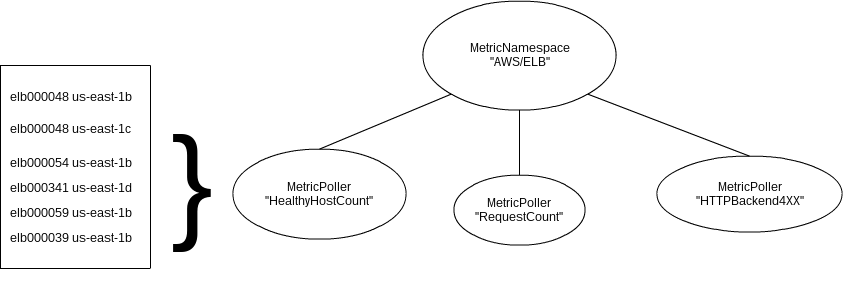 MetricNamespace
"AWS/ELB"
elb000048 us-east-1b
elb000048 us-east-1c
elb000054 us-east-1b
elb000341 us-east-1d
elb000059 us-east-1b
elb000039 us-east-1b
}
MetricPoller
"HealthyHostCount"
MetricPoller
"RequestCount"
MetricPoller
"HTTPBackend4XX"